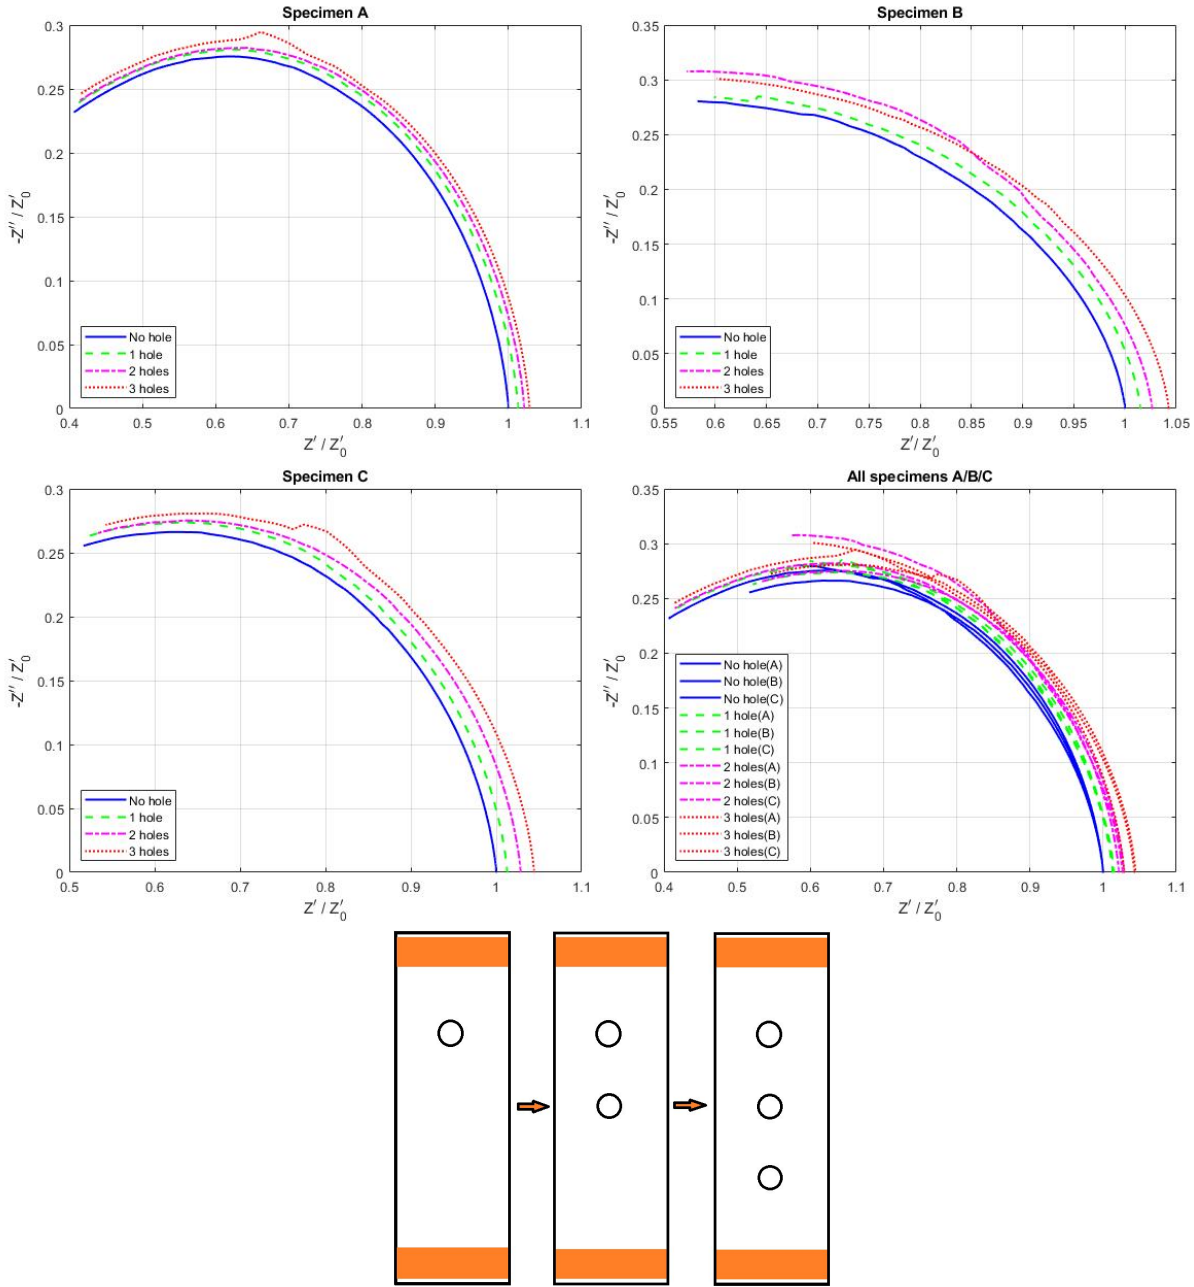 Specimen A
0.3
0.25
0.2
0.15
0.1
0.05
0
-Z′′ / Z′0
No hole
1 hole
2 holes
3 holes
0.4 0.5 0.6 0.7 0.8 0.9 1 1.1
Z′ / Z′0
Specimen B
0.35
0.3
0.25
0.2
0.15
0.1
0.05
0
-Z′′ / Z′0
No hole
1 hole
2 holes
3 holes
0.55 0.6 0.65 0.7 0.75 0.8 0.85 0.9 0.95 1 1.05
Z′ / Z′0
Specimen C
0.3
0.25
0.2
0.15
0.1
0.05
0
-Z′′ / Z′0
No hole
1 hole
2 holes
3 holes
0.5 0.6 0.7 0.8 0.9 1 1.1
Z′ / Z′0
All specimens A/B/C
0.35
0.3
0.25
0.2
0.15
0.1
0.05
0
-Z′′ / Z′0
No hole(A)
No hole(B)
No hole(C)
1 hole(A)
1 hole(B)
1 hole(C)
2 holes(A)
2 holes(B)
2 holes(C)
3 holes(A)
3 holes(B)
3 holes(C)
0.4 0.5 0.6 0.7 0.8 0.9 1 1.1
Z′ / Z′0